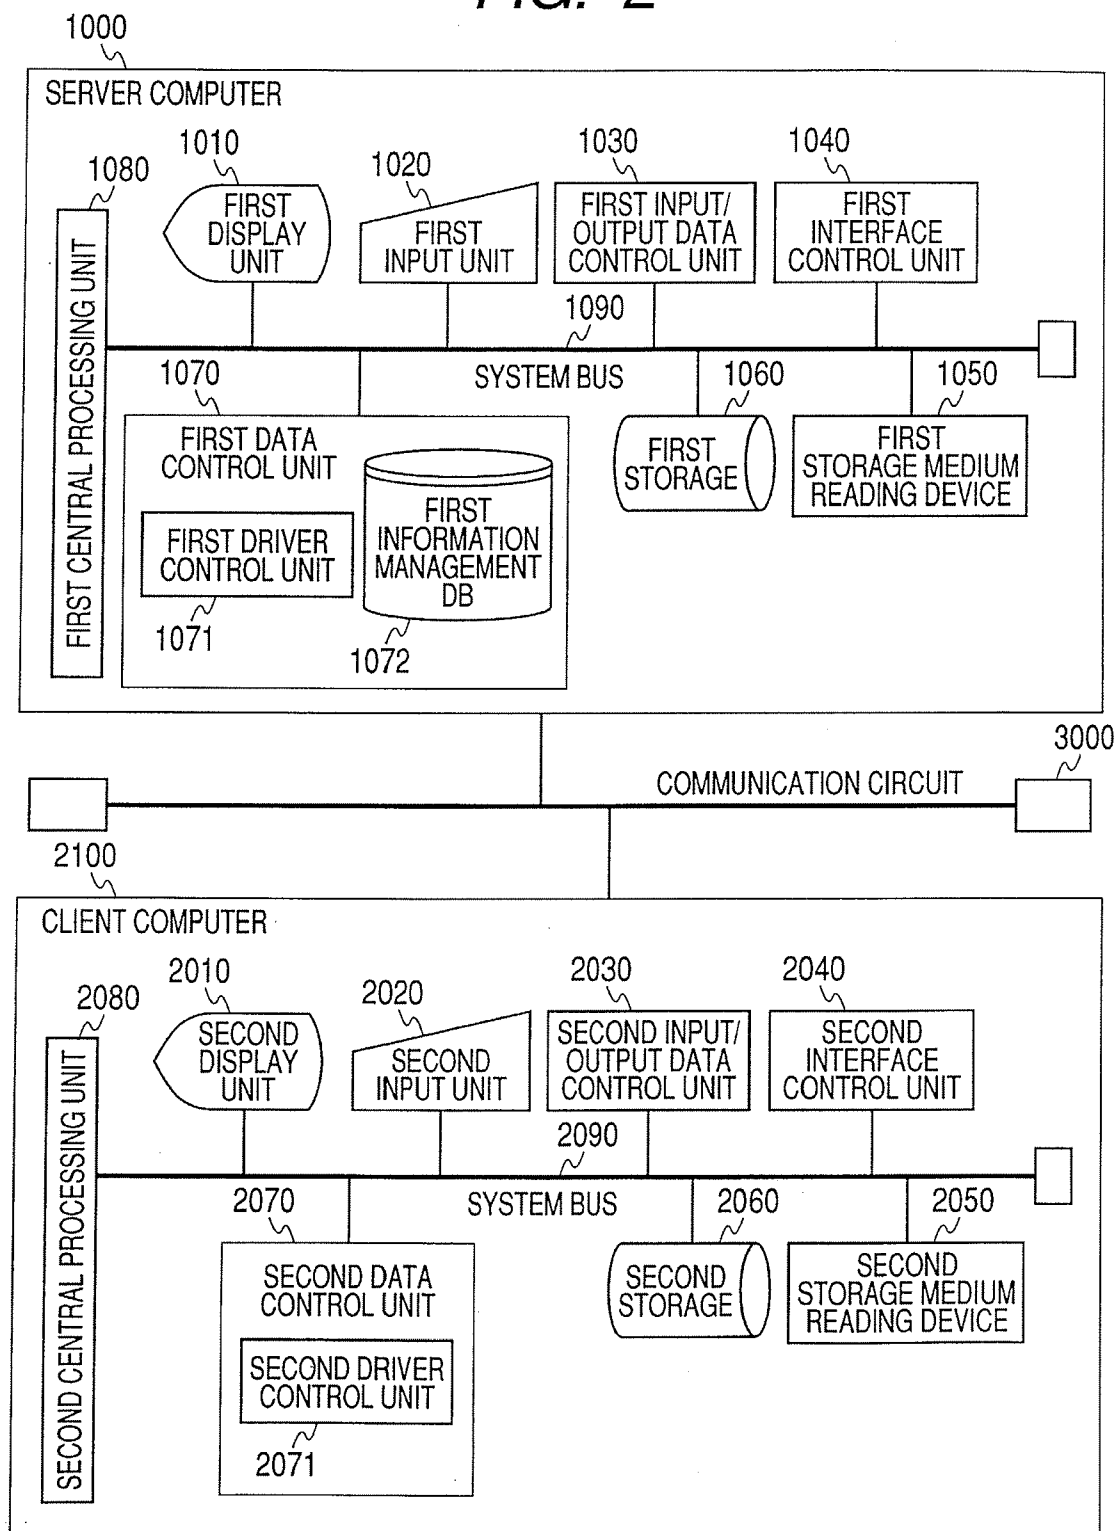 FIG. 2
1000
SERVER COMPUTER
1080
1010
1020
1030
1040
FIRST CENTRAL PROCESSING UNIT
FIRST
DISPLAY
UNIT
FIRST
INPUT UNIT
FIRST INPUT/
OUTPUT DATA
CONTROL UNIT
FIRST
INTERFACE
CONTROL UNIT
1090
SYSTEM BUS
1070
1060
1050
FIRST DATA
CONTROL UNIT
FIRST DRIVER
CONTROL UNIT
1071
FIRST
INFORMATION
MANAGEMENT
DB
1072
FIRST
STORAGE
FIRST
STORAGE MEDIUM
READING DEVICE
3000
COMMUNICATION CIRCUIT
2100
CLIENT COMPUTER
2080
2010
2020
2030
2040
SECOND CENTRAL PROCESSING UNIT
SECOND
DISPLAY
UNIT
SECOND
INPUT UNIT
SECOND INPUT/
OUTPUT DATA
CONTROL UNIT
SECOND
INTERFACE
CONTROL UNIT
2090
SYSTEM BUS
2070
2060
2050
SECOND DATA
CONTROL UNIT
SECOND DRIVER
CONTROL UNIT
2071
SECOND
STORAGE
SECOND
STORAGE MEDIUM
READING DEVICE